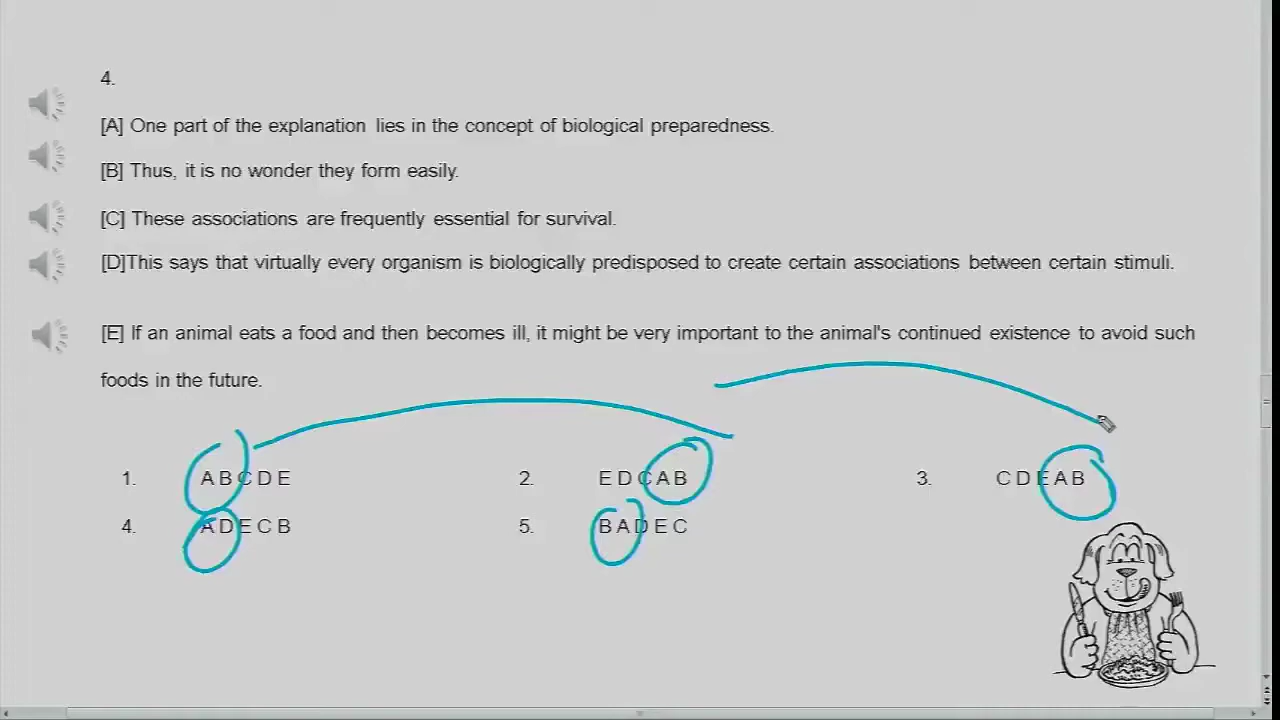 4.
[A] One part of the explanation lies in the concept of biological preparedness.
[B] Thus, it is no wonder they form easily.
[C] These associations are frequently essential for survival.
[D]This says that virtually every organism is biologically predisposed to create certain associations between certain stimuli.
[E] If an animal eats a food and then becomes ill, it might be very important to the animal's continued existence to avoid such
foods in the future.
1. A B C D E 2. E D C A B 3. C D E A B
4. A D E C B 5. B A D E C